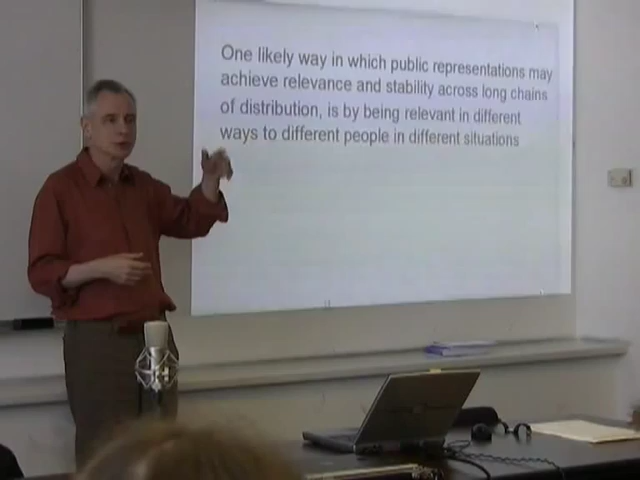 One likely way in which public representations may
achieve relevance and stability across long chains
of distribution, is by being relevant in different
ways to different people in different situations